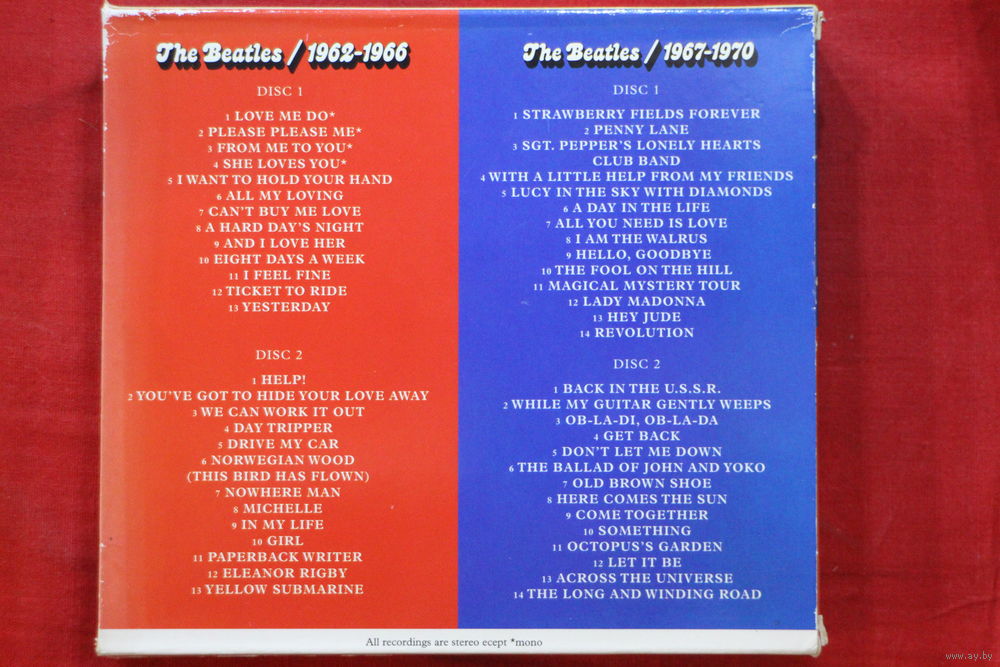 The Beatles / 1962-1966
DISC 1
1 LOVE ME DO*
2 PLEASE PLEASE ME*
3 FROM ME TO YOU*
4 SHE LOVES YOU*
5 I WANT TO HOLD YOUR HAND
6 ALL MY LOVING
7 CAN'T BUY ME LOVE
8 A HARD DAY'S NIGHT
9 AND I LOVE HER
10 EIGHT DAYS A WEEK
11 I FEEL FINE
12 TICKET TO RIDE
13 YESTERDAY
DISC 2
1 HELP!
2 YOU'VE GOT TO HIDE YOUR LOVE AWAY
3 WE CAN WORK IT OUT
4 DAY TRIPPER
5 DRIVE MY CAR
6 NORWEGIAN WOOD
(THIS BIRD HAS FLOWN)
7 NOWHERE MAN
8 MICHELLE
9 IN MY LIFE
10 GIRL
11 PAPERBACK WRITER
12 ELEANOR RIGBY
13 YELLOW SUBMARINE
The Beatles / 1967-1970
DISC 1
1 STRAWBERRY FIELDS FOREVER
2 PENNY LANE
3 SGT. PEPPER'S LONELY HEARTS
CLUB BAND
4 WITH A LITTLE HELP FROM MY FRIENDS
5 LUCY IN THE SKY WITH DIAMONDS
6 A DAY IN THE LIFE
7 ALL YOU NEED IS LOVE
8 I AM THE WALRUS
9 HELLO, GOODBYE
10 THE FOOL ON THE HILL
11 MAGICAL MYSTERY TOUR
12 LADY MADONNA
13 HEY JUDE
14 REVOLUTION
DISC 2
1 BACK IN THE U.S.S.R.
2 WHILE MY GUITAR GENTLY WEEPS
3 OB-LA-DI, OB-LA-DA
4 GET BACK
5 DON'T LET ME DOWN
6 THE BALLAD OF JOHN AND YOKO
7 OLD BROWN SHOE
8 HERE COMES THE SUN
9 COME TOGETHER
10 SOMETHING
11 OCTOPUS'S GARDEN
12 LET IT BE
13 ACROSS THE UNIVERSE
14 THE LONG AND WINDING ROAD
All recordings are stereo ecept *mono
www.ay.by